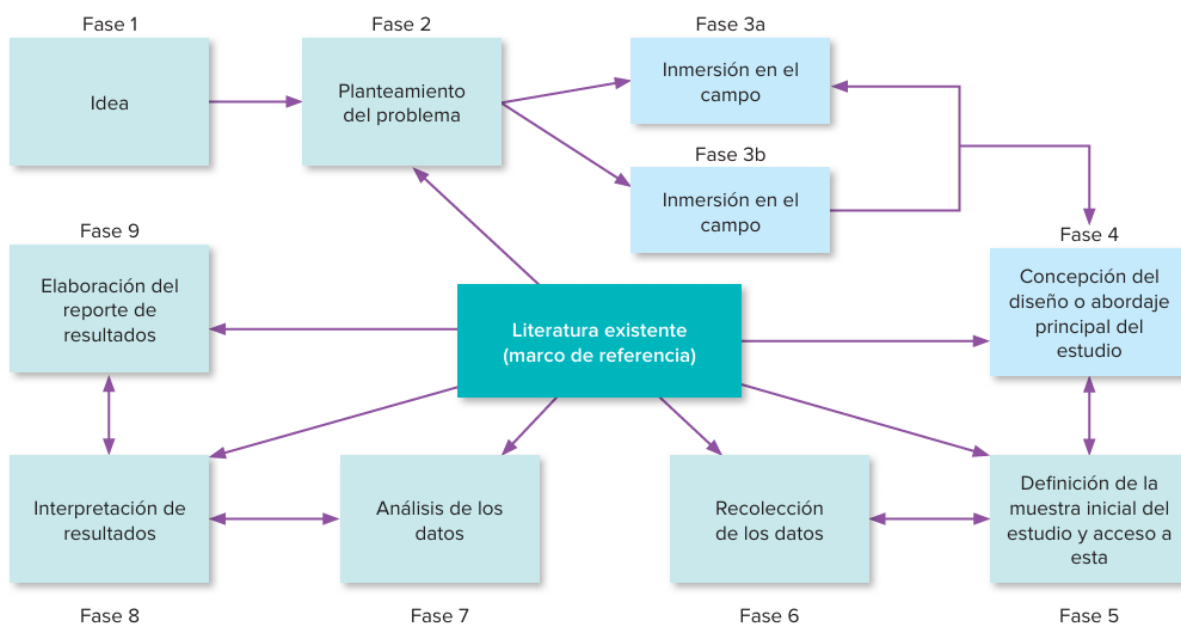 Fase 1
Idea
Fase 2
Planteamiento
del problema
Fase 3a
Inmersión en el
campo
Fase 3b
Inmersión en el
campo
Fase 4
Concepción del
diseño o abordaje
principal del
estudio
Fase 9
Elaboración del
reporte de
resultados
Literatura existente
(marco de referencia)
Interpretación de
resultados
Fase 8
Análisis de los
datos
Fase 7
Recolección
de los datos
Fase 6
Definición de la
muestra inicial del
estudio y acceso a
esta
Fase 5